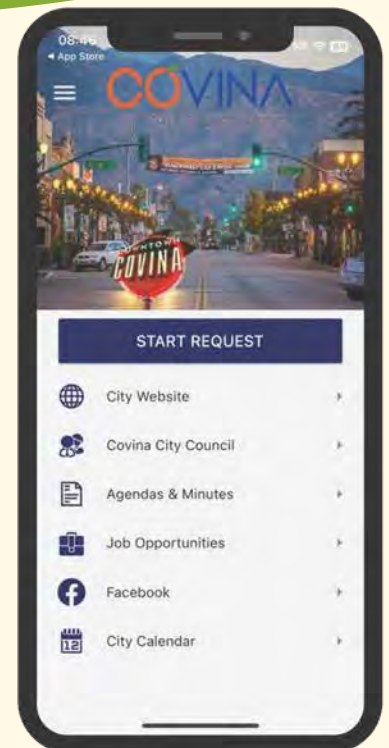 08:46
◄ App Store
COVINA
DOWNTOWN
COVINA
START REQUEST
City Website
Covina City Council
Agendas & Minutes
Job Opportunities
Facebook
12
City Calendar